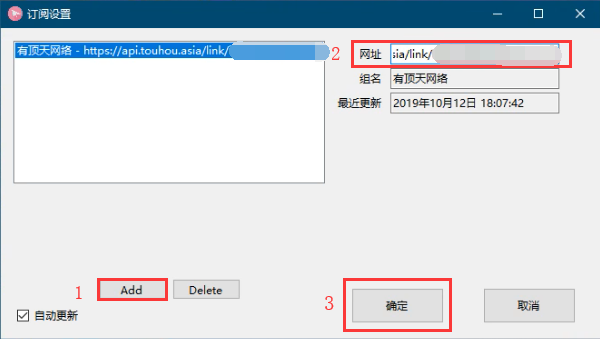 订阅设置
有顶天网络 - https://api.touhou.asia/link/
2
网址
sia/link/
组名
有顶天网络
最近更新
2019年10月12日 18:07:42
1
Add
Delete
3
确定
取消
自动更新